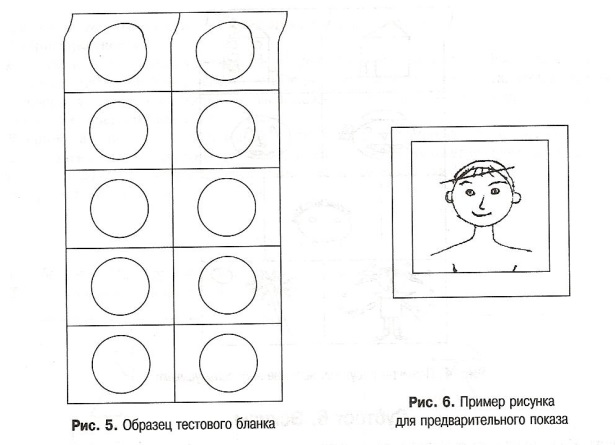 Рис. 5. Образец тестового бланка
Рис. 6. Пример рисунка
для предварительного показа